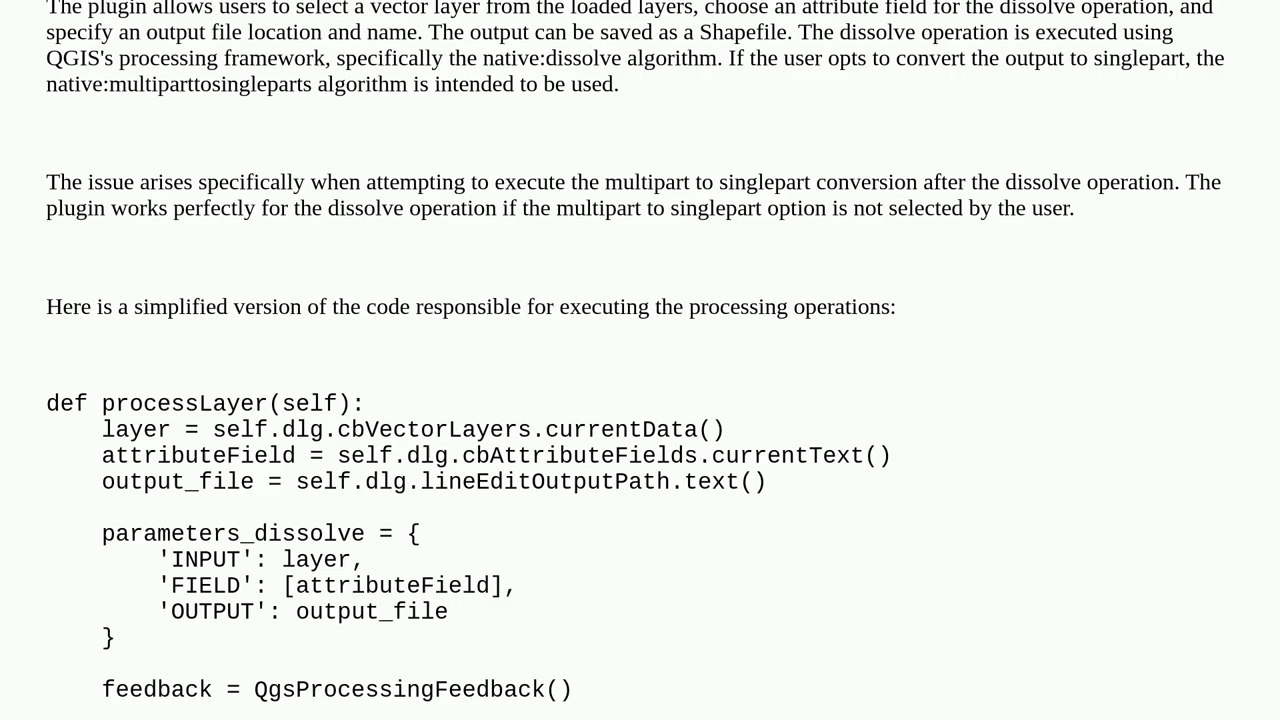 The plugin allows users to select a vector layer from the loaded layers, choose an attribute field for the dissolve operation, and
specify an output file location and name. The output can be saved as a Shapefile. The dissolve operation is executed using
QGIS's processing framework, specifically the native:dissolve algorithm. If the user opts to convert the output to singlepart, the
native:multiparttosingleparts algorithm is intended to be used.
The issue arises specifically when attempting to execute the multipart to singlepart conversion after the dissolve operation. The
plugin works perfectly for the dissolve operation if the multipart to singlepart option is not selected by the user.
Here is a simplified version of the code responsible for executing the processing operations:
def processLayer(self):
    layer = self.dlg.cbVectorLayers.currentData()
    attributeField = self.dlg.cbAttributeFields.currentText()
    output_file = self.dlg.lineEditOutputPath.text()
    parameters_dissolve = {
        'INPUT': layer,
        'FIELD': [attributeField],
        'OUTPUT': output_file
    }
    feedback = QgsProcessingFeedback()